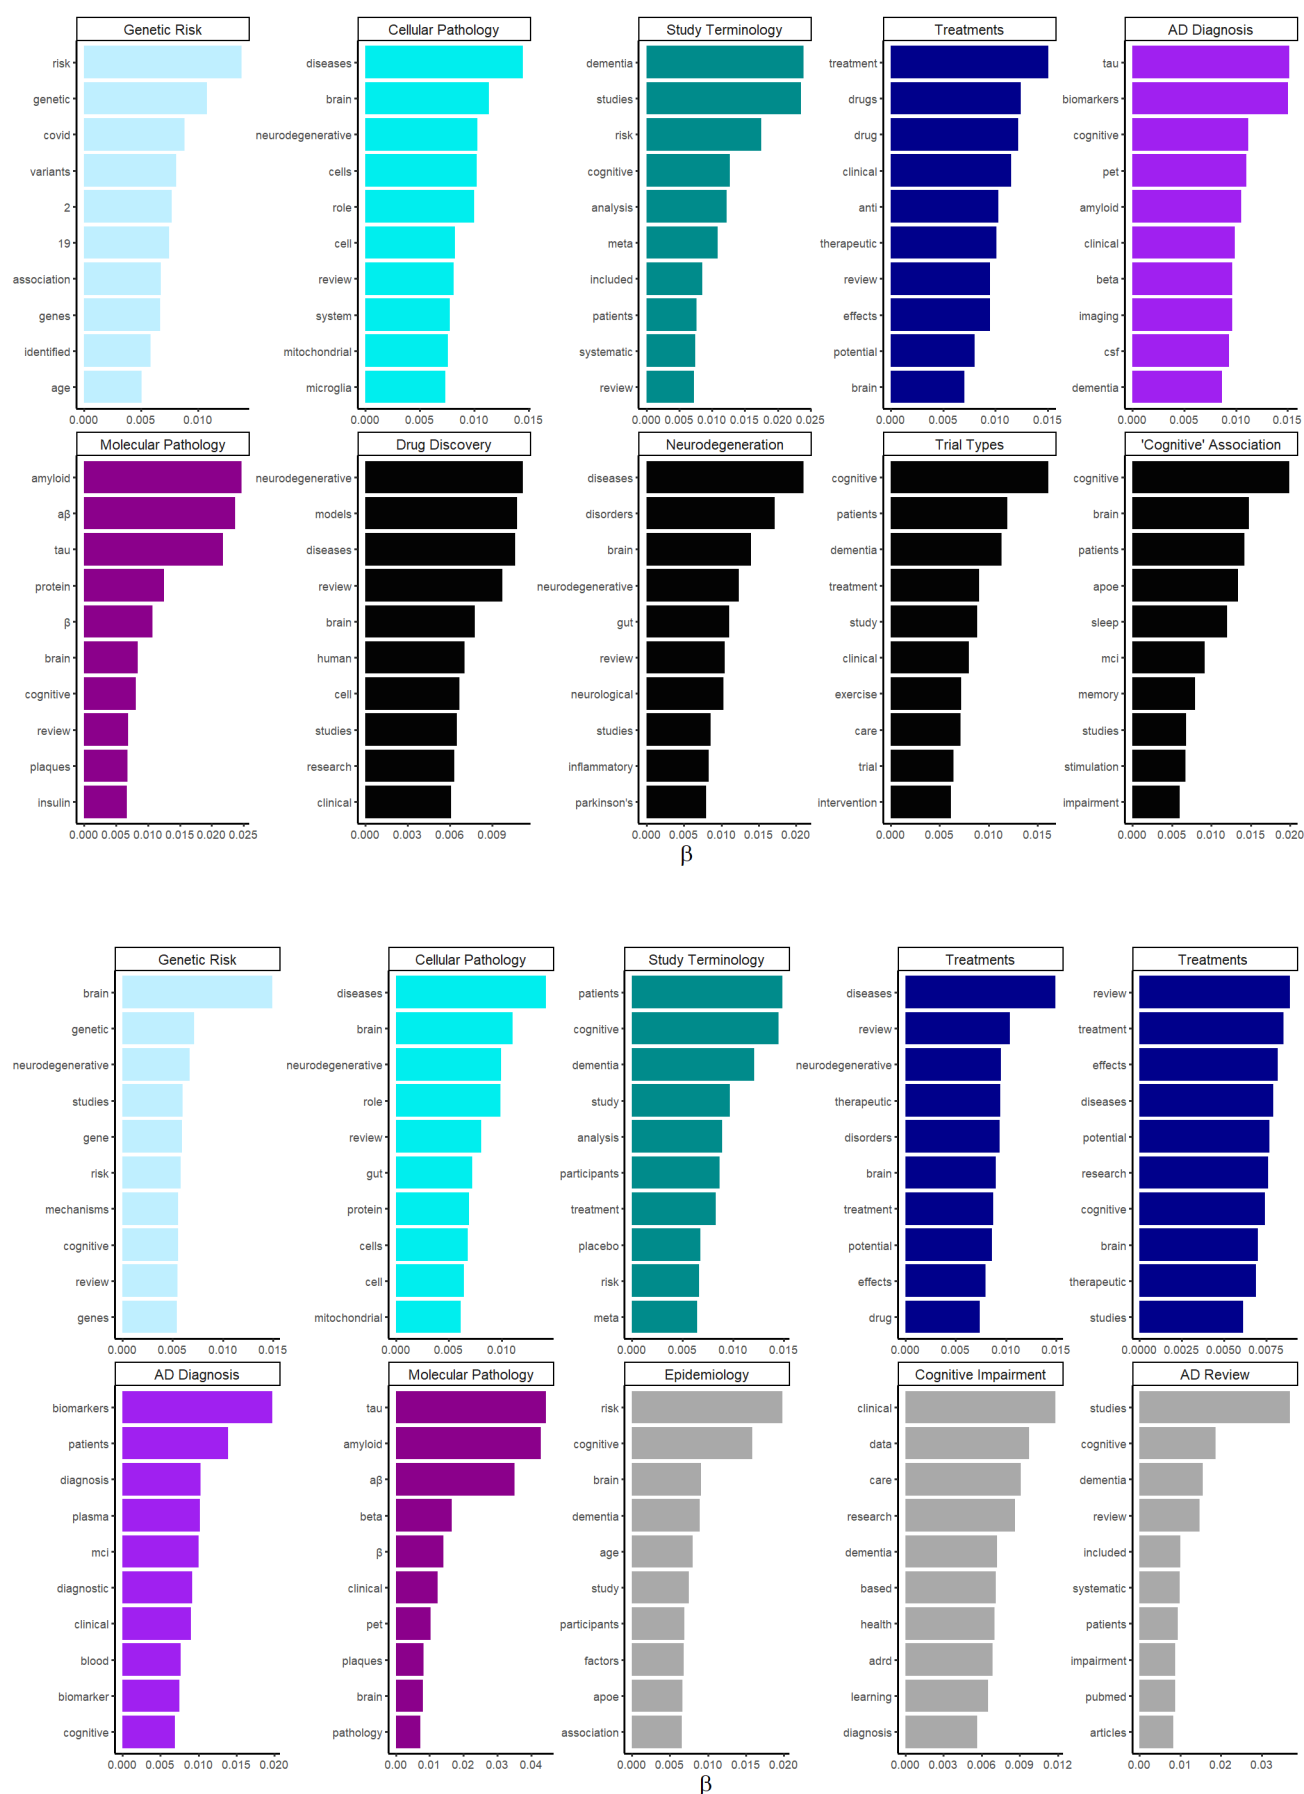 Genetic Risk
risk
genetic
covid
variants
2
19
association
genes
identified
age
0.000 0.005 0.010
Cellular Pathology
diseases
brain
neurodegenerative
cells
role
cell
review
system
mitochondrial
microglia
0.000 0.005 0.010 0.015
Study Terminology
dementia
studies
risk
cognitive
analysis
meta
included
patients
systematic
review
0.000 0.005 0.010 0.015 0.020 0.025
Treatments
treatment
drugs
drug
clinical
anti
therapeutic
review
effects
potential
brain
0.000 0.005 0.010 0.015
AD Diagnosis
tau
biomarkers
cognitive
pet
amyloid
clinical
beta
imaging
csf
dementia
0.000 0.005 0.010 0.015
Molecular Pathology
amyloid
aβ
tau
protein
β
brain
cognitive
review
plaques
insulin
0.000 0.005 0.010 0.015 0.020 0.025
Drug Discovery
neurodegenerative
models
diseases
review
brain
human
cell
studies
research
clinical
0.000 0.003 0.006 0.009
Neurodegeneration
diseases
disorders
brain
neurodegenerative
gut
review
neurological
studies
inflammatory
parkinson's
0.000 0.005 0.010 0.015 0.020
Trial Types
cognitive
patients
dementia
treatment
study
clinical
exercise
care
trial
intervention
0.000 0.005 0.010 0.015
'Cognitive' Association
cognitive
brain
patients
apoe
sleep
mci
memory
studies
stimulation
impairment
0.000 0.005 0.010 0.015 0.020
β
Genetic Risk
brain
genetic
neurodegenerative
studies
gene
risk
mechanisms
cognitive
review
genes
0.000 0.005 0.010 0.015
Cellular Pathology
diseases
brain
neurodegenerative
role
review
gut
protein
cells
cell
mitochondrial
0.000 0.005 0.010
Study Terminology
patients
cognitive
dementia
study
analysis
participants
treatment
placebo
risk
meta
0.000 0.005 0.010 0.015
Treatments
diseases
review
neurodegenerative
therapeutic
disorders
brain
treatment
potential
effects
drug
0.000 0.005 0.010 0.015
Treatments
review
treatment
effects
diseases
potential
research
cognitive
brain
therapeutic
studies
0.0000 0.0025 0.0050 0.0075
AD Diagnosis
biomarkers
patients
diagnosis
plasma
mci
diagnostic
clinical
blood
biomarker
cognitive
0.000 0.005 0.010 0.015 0.020
Molecular Pathology
tau
amyloid
aβ
beta
β
clinical
pet
plaques
brain
pathology
0.00 0.01 0.02 0.03 0.04
Epidemiology
risk
cognitive
brain
dementia
age
study
participants
factors
apoe
association
0.000 0.005 0.010 0.015 0.020
Cognitive Impairment
clinical
data
care
research
dementia
based
health
adrd
learning
diagnosis
0.000 0.003 0.006 0.009 0.012
AD Review
studies
cognitive
dementia
review
included
systematic
patients
impairment
pubmed
articles
0.00 0.01 0.02 0.03
β